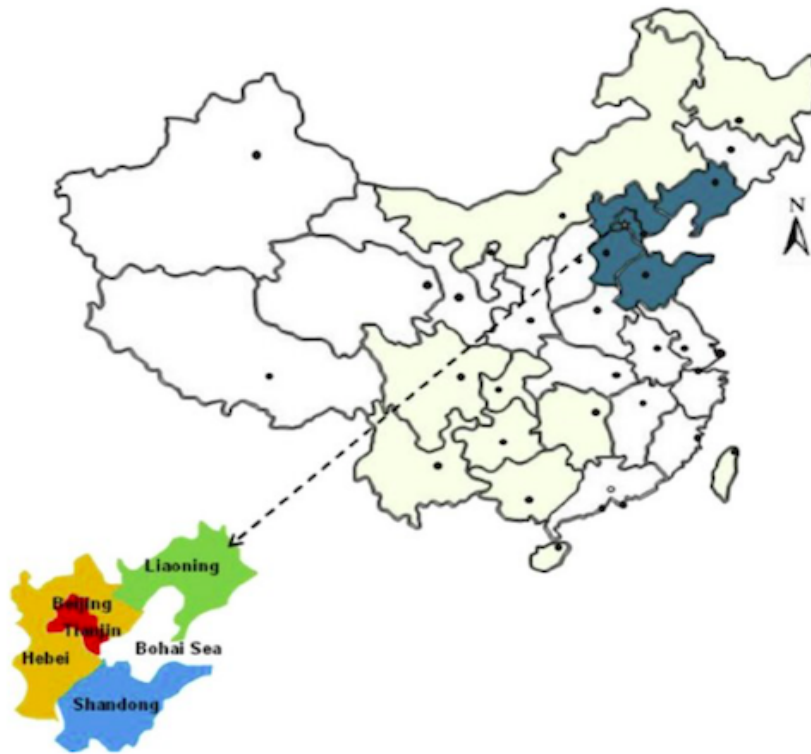 N
Liaoning
Beijing
Tianjin
Bohai Sea
Hebei
Shandong